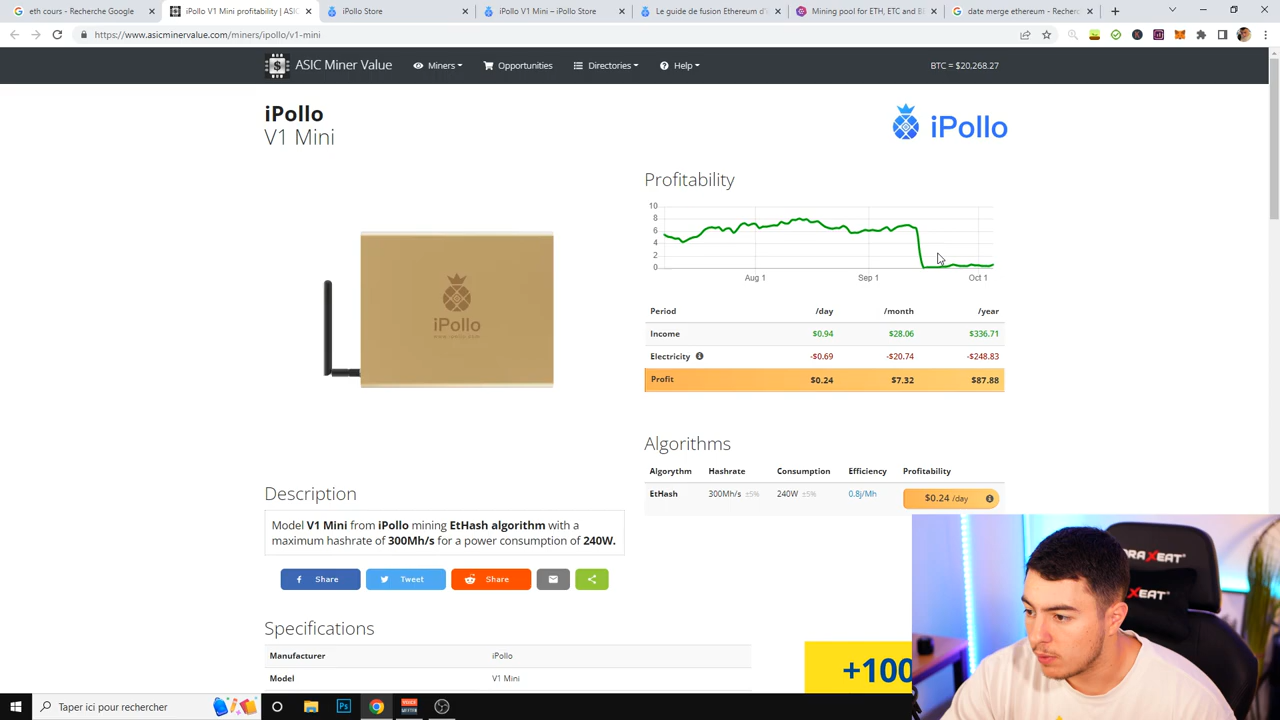 eth cours - Recherche Google
iPollo V1 Mini profitability | ASIC
iPollo Store
iPollo V1 Mini – iPollo Store
Le guide de fusion Ethereum d'
Mining pool for ETH, ETC and B
date merge ethereum - Recherc
https://www.asicminervalue.com/miners/ipollo/v1-mini
ASIC Miner Value
Miners
Opportunities
Directories
Help
BTC = $20,268.27
iPollo
V1 Mini
iPollo
Profitability
10
8
6
4
2
0
Aug 1
Sep 1
Oct 1
iPollo
Period /day /month /year
Income $0.94 $28.06 $336.71
Electricity -$0.69 -$20.74 -$248.83
Profit $0.24 $7.32 $87.88
Algorithms
Algorythm Hashrate Consumption Efficiency Profitability
EtHash 300Mh/s ±5% 240W ±5% 0.8j/Mh $0.24 /day
Description
Model V1 Mini from iPollo mining EtHash algorithm with a
maximum hashrate of 300Mh/s for a power consumption of 240W.
Share
Tweet
Share
Specifications
Manufacturer iPollo
Model V1 Mini
+100
Taper ici pour rechercher